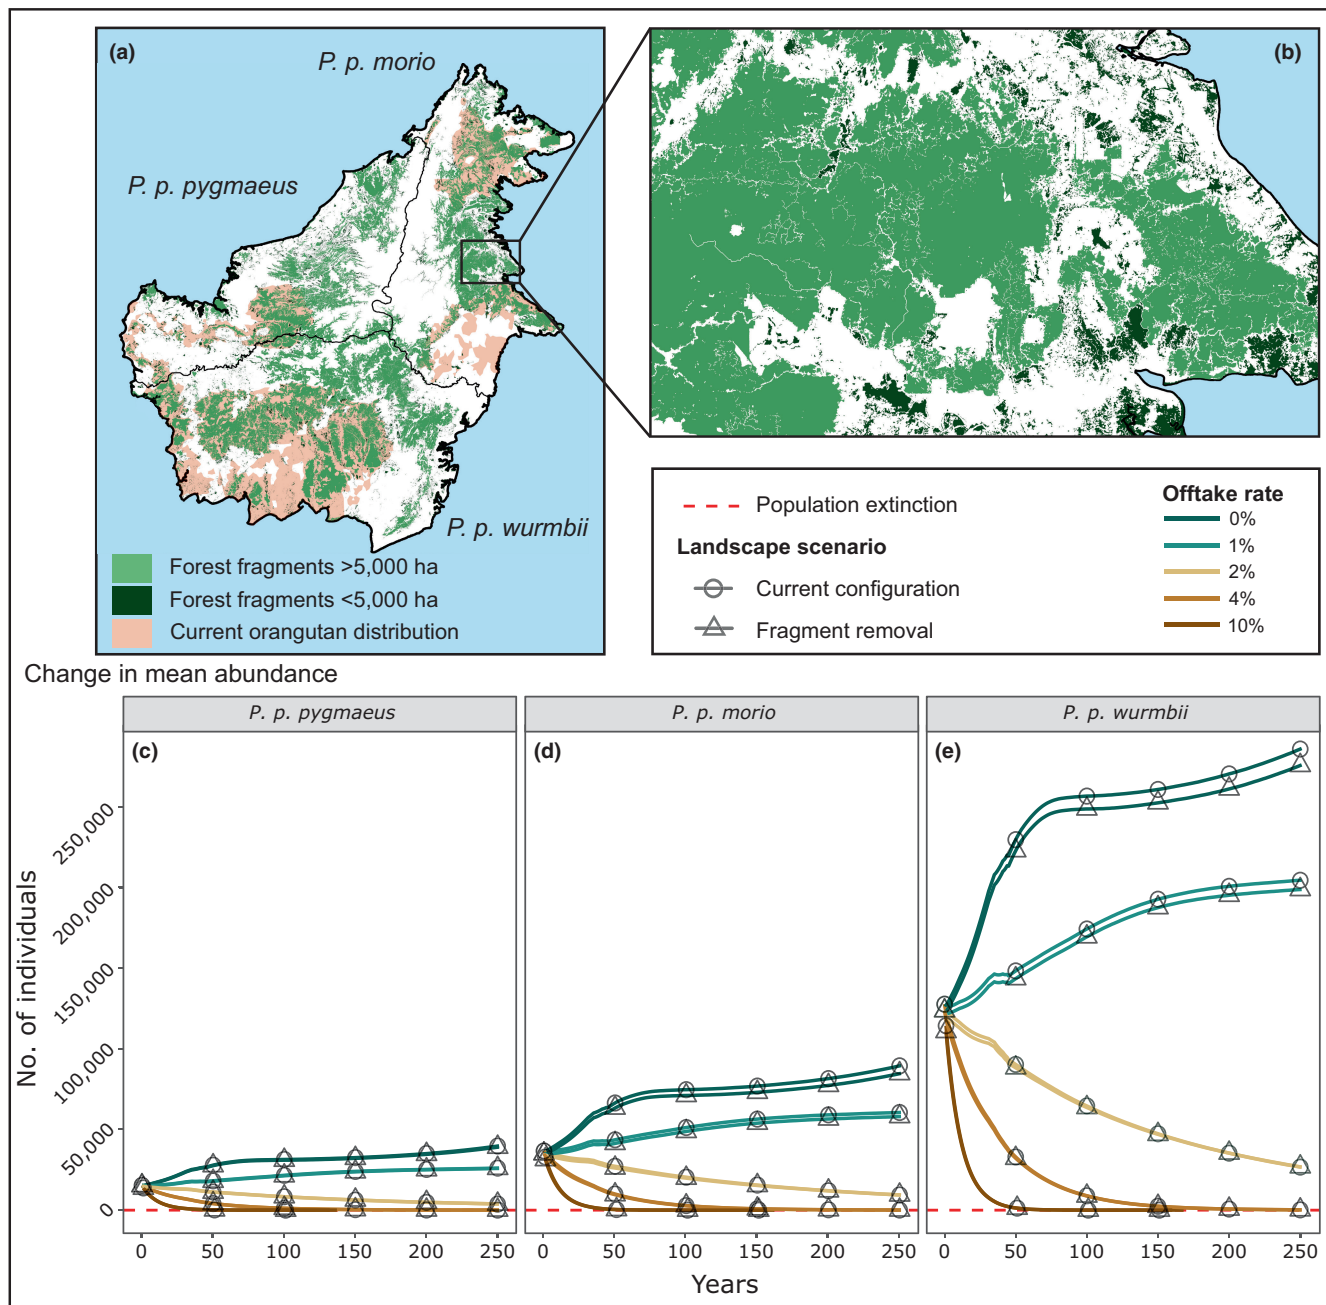 (a)
P. p. morio
P. p. pygmaeus
P. p. wurmbii
Forest fragments >5,000 ha
Forest fragments <5,000 ha
Current orangutan distribution
(b)
Population extinction
Landscape scenario
Current configuration
Fragment removal
Offtake rate
0%
1%
2%
4%
10%
Change in mean abundance
P. p. pygmaeus
P. p. morio
P. p. wurmbii
(c)
(d)
(e)
No. of individuals
250,000
200,000
150,000
100,000
50,000
0
0 50 100 150 200 250
0 50 100 150 200 250
0 50 100 150 200 250
Years